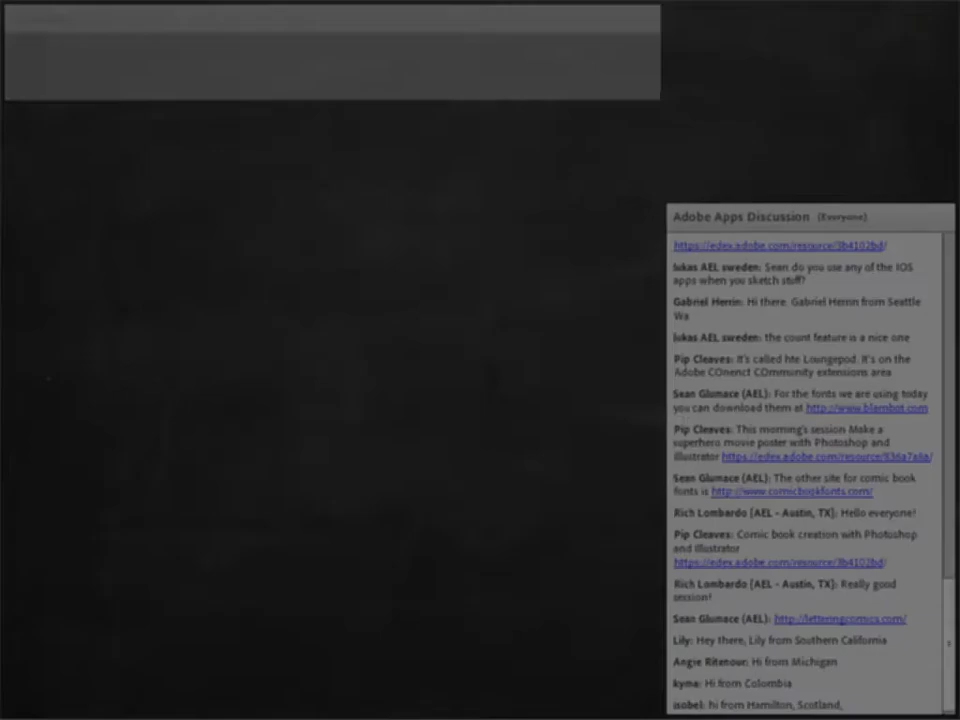 Adobe Apps Discussion (Everyone)
https://edex.adobe.com/resource/3b4102bd/
lukas AEL sweden: Sean do you use any of the IOS
apps when you sketch stuff?
Gabriel Herrin: Hi there. Gabriel Herrin from Seattle
Wa
lukas AEL sweden: the count feature is a nice one
Pip Cleaves: It's called hte Loungepod. It's on the
Adobe COnenct COmmunity extensions area
Sean Glumace (AEL): For the fonts we are using today
you can download them at http://www.blambot.com
Pip Cleaves: This morning's session Make a
superhero movie poster with Photoshop and
Illustrator https://edex.adobe.com/resource/836a7a8a/
Sean Glumace (AEL): The other site for comic book
fonts is http://www.comicbookfonts.com/
Rich Lombardo [AEL - Austin, TX]: Hello everyone!
Pip Cleaves: Comic book creation with Photoshop
and Illustrator
https://edex.adobe.com/resource/3b4102bd/
Rich Lombardo [AEL - Austin, TX]: Really good
session!
Sean Glumace (AEL): http://letteringcomics.com/
Lily: Hey there, Lily from Southern California
Angie Ritenour: Hi from Michigan
kyma: Hi from Colombia
isobel: hi from Hamilton, Scotland,